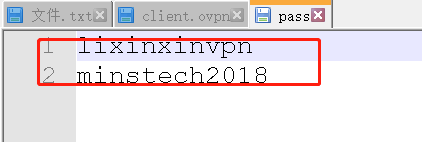 文件.txt client.ovpn pass
1 lixinxinvpn
2 minstech2018